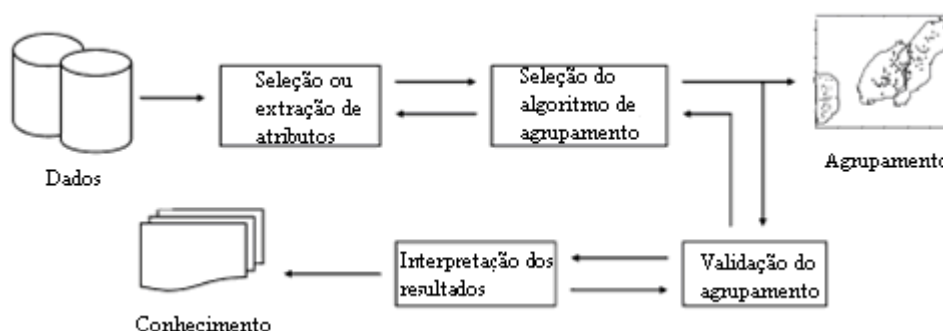 Dados
Seleção ou
extração de
atributos
Seleção do
algoritmo de
agrupamento
Agrupamento
Validação do
agrupamento
Interpretação dos
resultados
Conhecimento